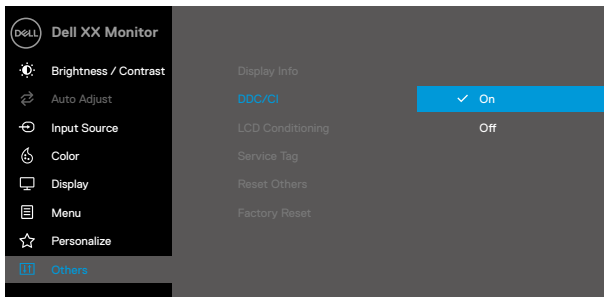 DELL Dell XX Monitor
Brightness / Contrast
Auto Adjust
Input Source
Color
Display
Menu
Personalize
Others
Display Info
DDC/CI
LCD Conditioning
Service Tag
Reset Others
Factory Reset
On
Off